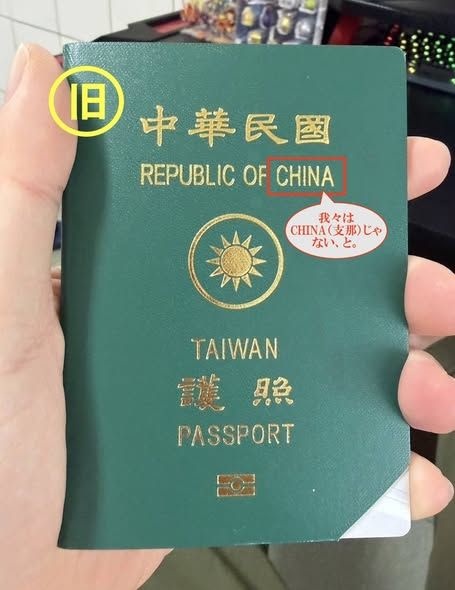 旧
中華民國
REPUBLIC OF CHINA
我々は
CHINA(支那)じゃ
ない、と。
TAIWAN
護照
PASSPORT